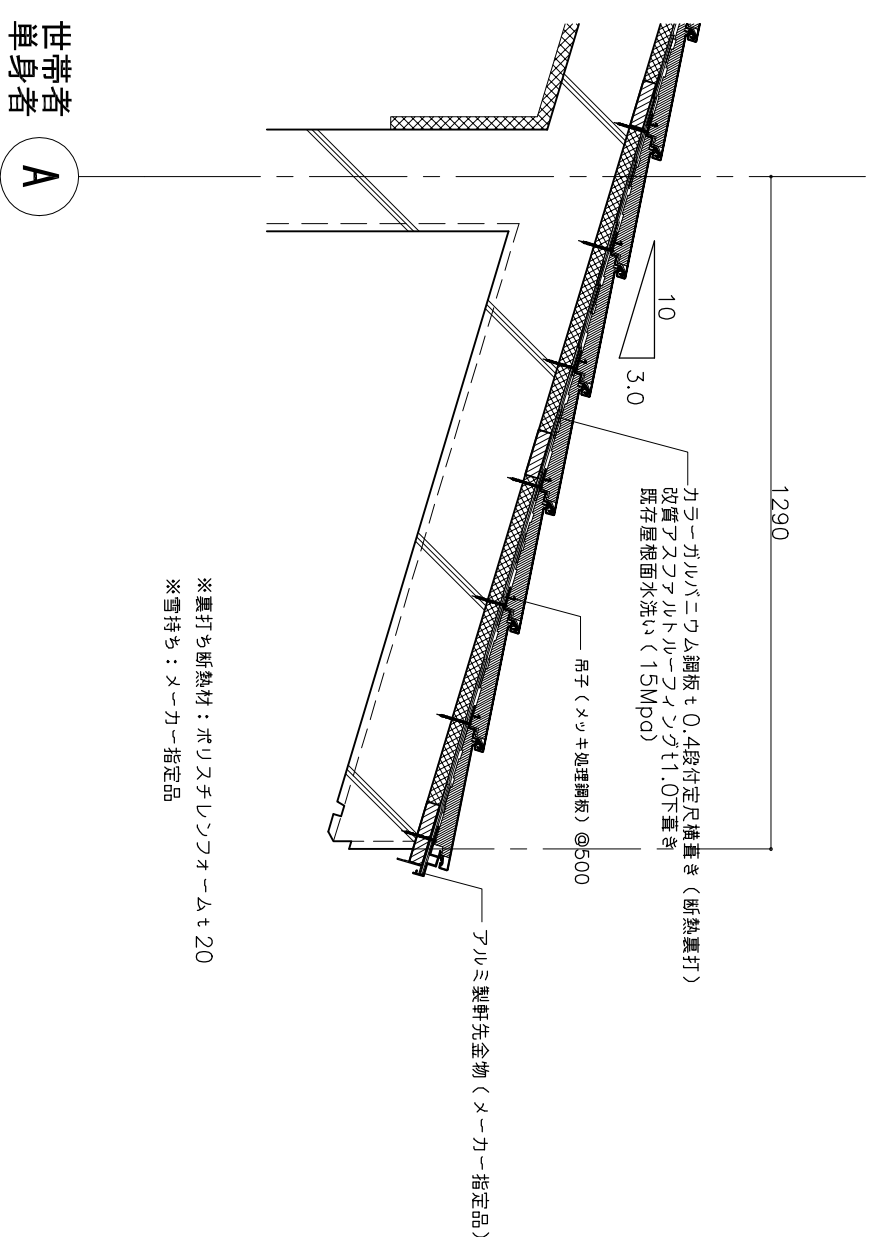 1290
カラーガルバニウム鋼板ｔ0.4段付定尺横葺き（断熱裏打）
改質アスファルトルーフィングt1.0下葺き
既存屋根面水洗い（15Mpa）
10
3.0
吊子（メッキ処理鋼板）@500
アルミ製軒先金物（メーカー指定品）
※裏打ち断熱材：ポリスチレンフォームｔ20
※雪持ち：メーカー指定品
世帯者
単身者
A